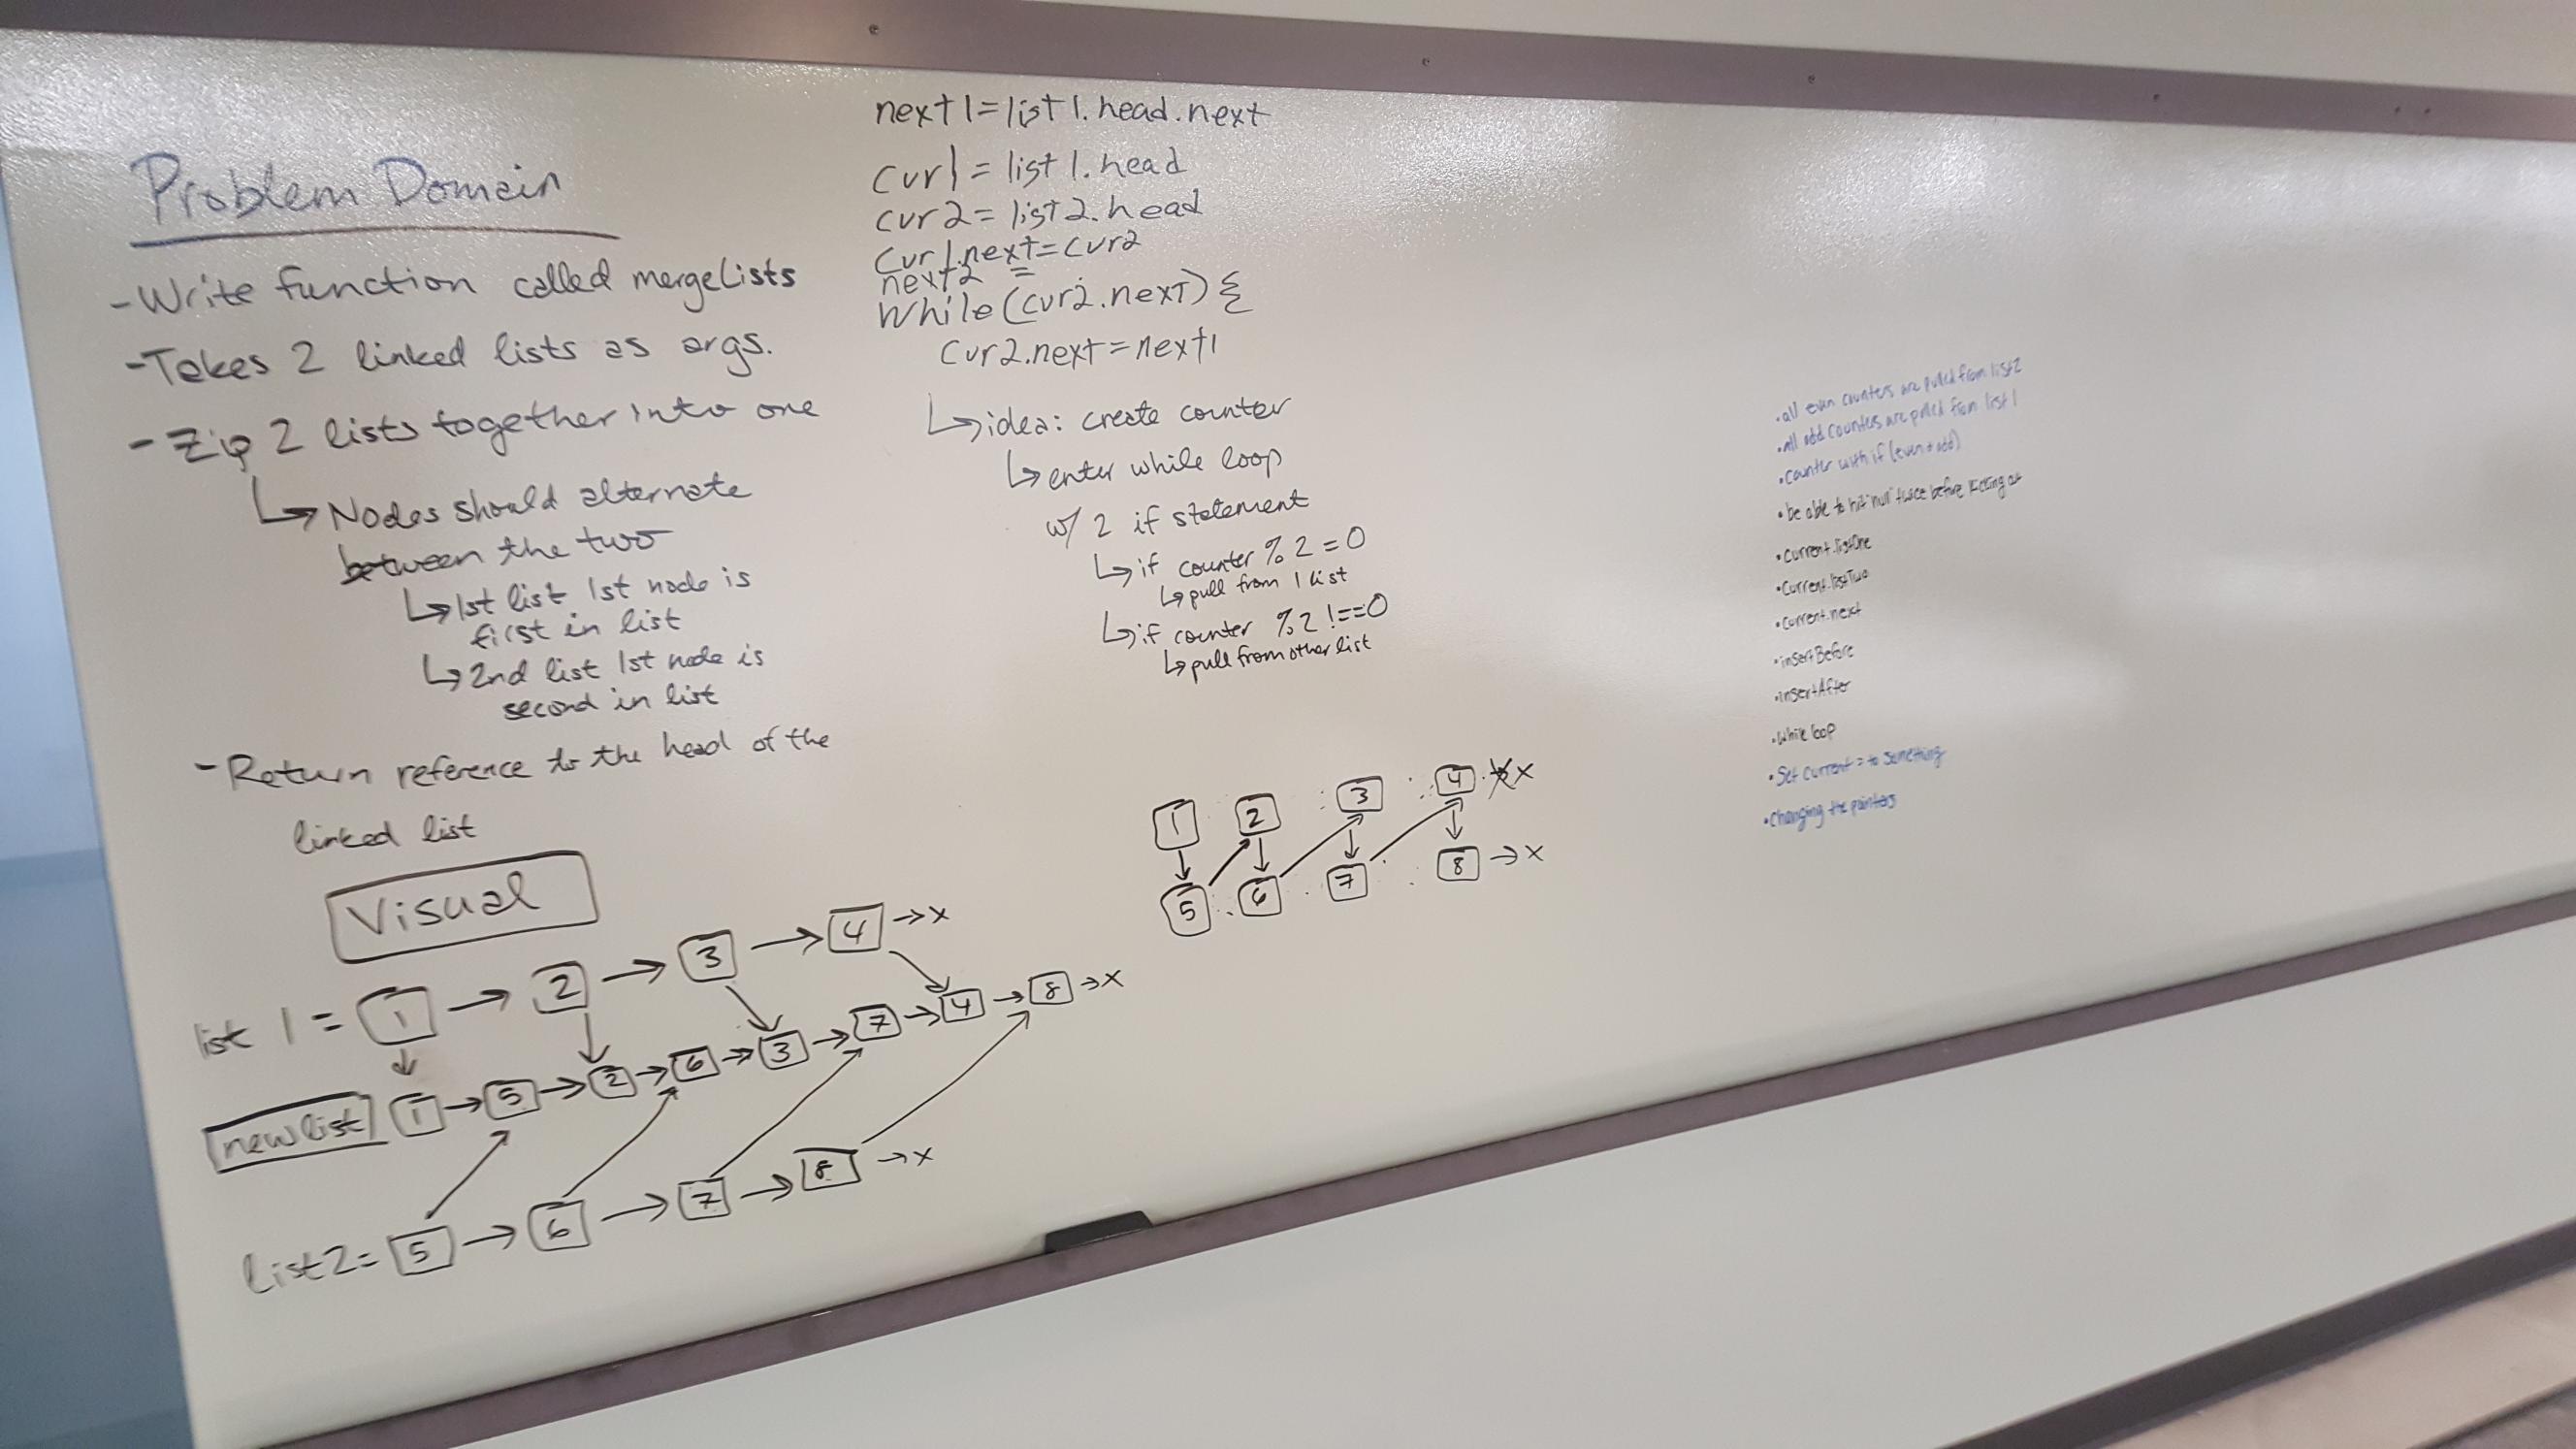 Problem Domain
-Write function called mergeLists
-Takes 2 linked lists as args.
-Zip 2 lists together into one
↳Nodes should alternate
between the two
↳1st list 1st node is
first in list
↳2nd list 1st node is
second in list
-Return reference to the head of the
linked list
Visual
list 1 = 1 → 2 → 3 → 4 → x
new list 1 → 5 → 2 → 6 → 3 → 7 → 4 → 8 → x
list2= 5 → 6 → 7 → 8 → x
next1=list1.head.next
cur1 = list1.head
cur2= list2.head
cur1.next=cur2
next2 =
While(cur2.next){
cur2.next=next1
↳idea: create counter
↳enter while loop
w/ 2 if statement
↳if counter % 2 = 0
↳pull from 1 list
↳if counter %2 !==0
↳pull from other list
1 2 3 4 x
5 6 7 8 → x
•all even counters are pulled from list2
•all odd counters are pulled from list 1
•counter with if (even + odd)
•be able to hit "null" twice before kicking out
•current.listOne
•current.listTwo
•current.next
•insertBefore
•insertAfter
•while loop
•Set current = to something
•changing the pointers